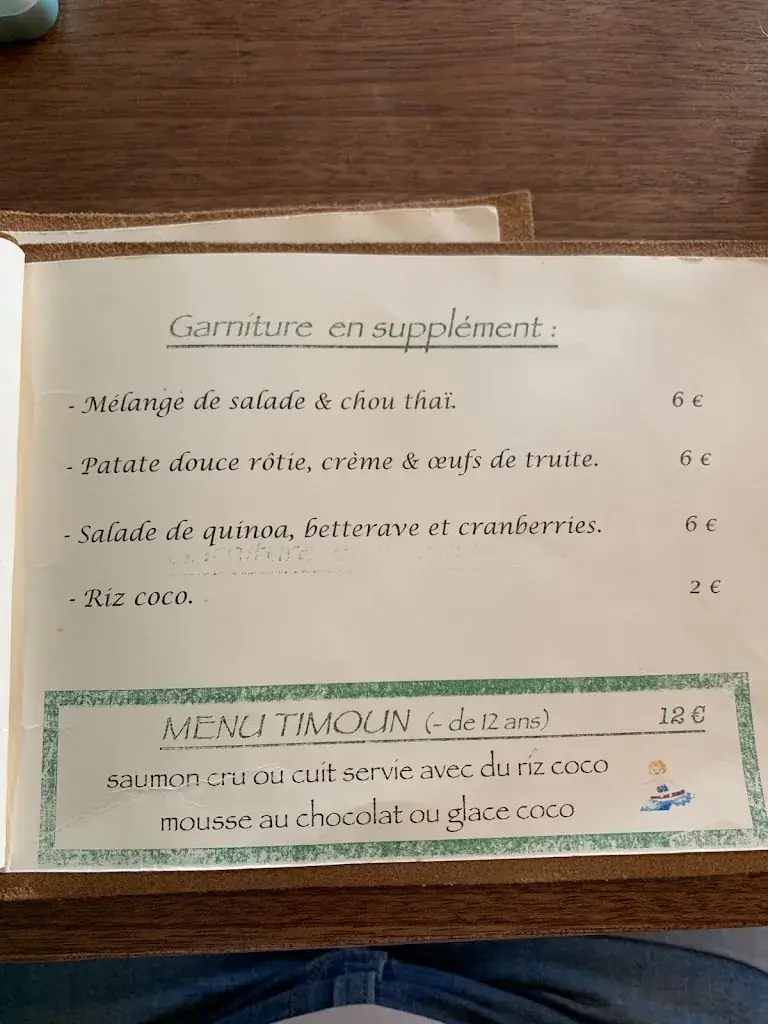 Garniture en supplément :
- Mélange de salade & chou thaï. 6 €
- Patate douce rôtie, crème & œufs de truite. 6 €
- Salade de quinoa, betterave et cranberries. 6 €
- Riz coco. 2 €
MENU TIMOUN (- de 12 ans) 12 €
saumon cru ou cuit servie avec du riz coco
mousse au chocolat ou glace coco